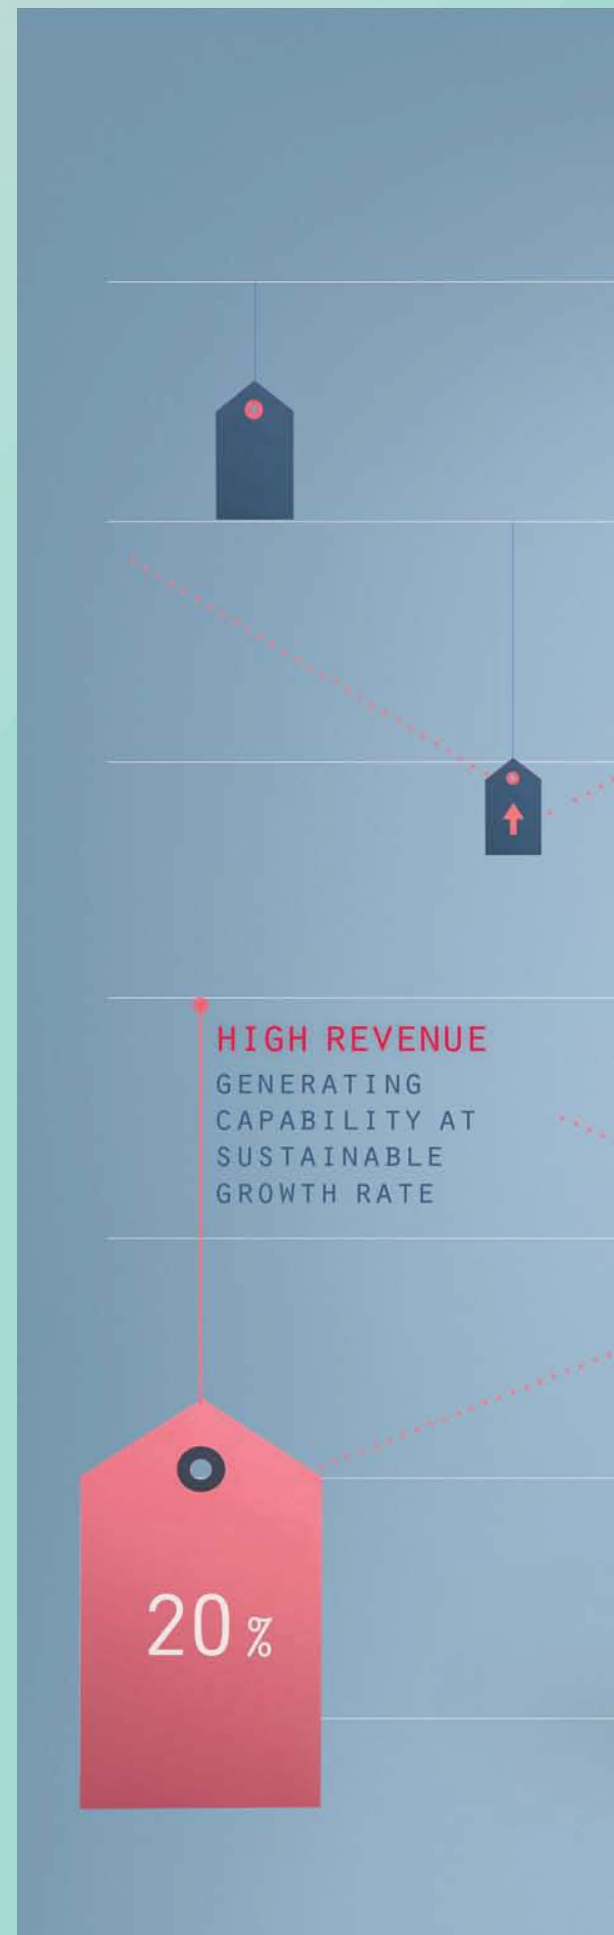 HIGH REVENUE
GENERATING
CAPABILITY AT
SUSTAINABLE
GROWTH RATE
20%